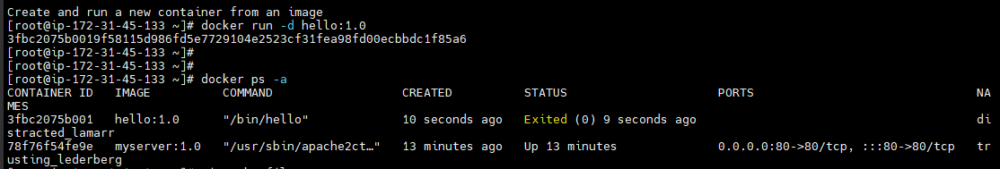 Create and run a new container from an image
[root@ip-172-31-45-133 ~]# docker run -d hello:1.0
3fbc2075b0019f58115d986fd5e7729104e2523cf31fea98fd00ecbbdc1f85a6
[root@ip-172-31-45-133 ~]#
[root@ip-172-31-45-133 ~]#
[root@ip-172-31-45-133 ~]# docker ps -a
CONTAINER ID   IMAGE          COMMAND                  CREATED          STATUS                     PORTS                               NA
MES
3fbc2075b001   hello:1.0      "/bin/hello"             10 seconds ago   Exited (0) 9 seconds ago                                       di
stracted_lamarr
78f76f54fe9e   myserver:1.0   "/usr/sbin/apache2ct…"   13 minutes ago   Up 13 minutes              0.0.0.0:80->80/tcp, :::80->80/tcp   tr
usting_lederberg